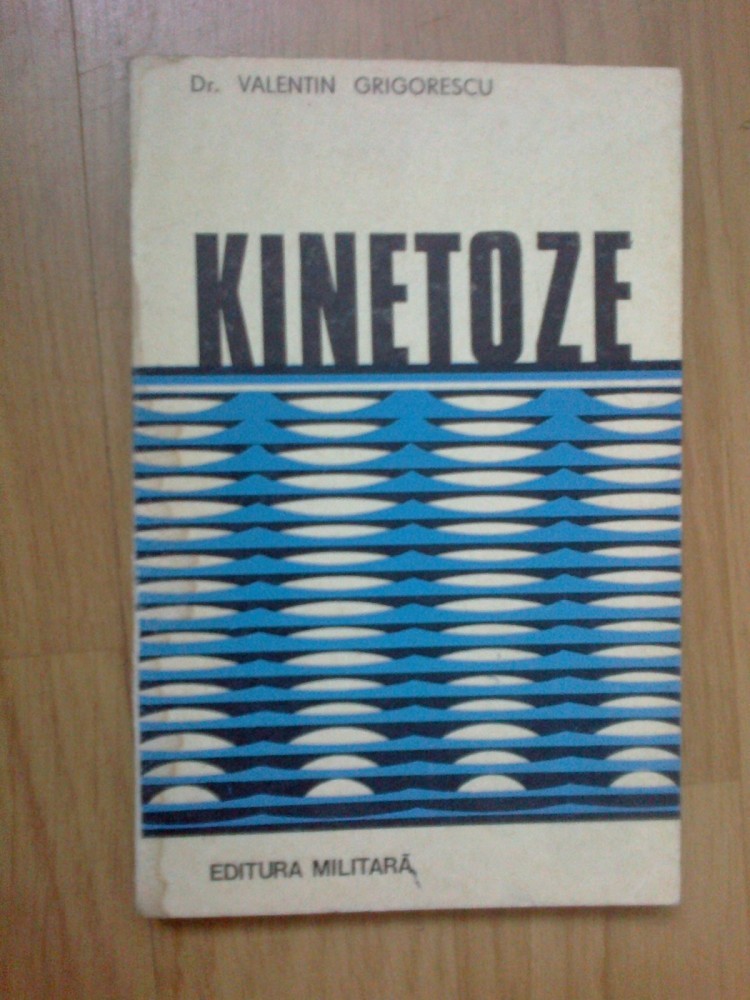 Dr. VALENTIN GRIGORESCU
KINETOZE
EDITURA MILITARĂ